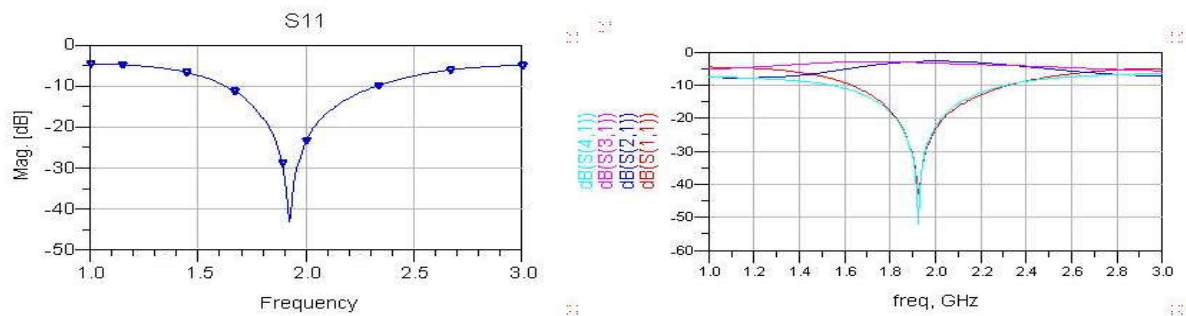 S11
Mag. [dB]
0
-10
-20
-30
-40
-50
1.0 1.5 2.0 2.5 3.0
Frequency
dB(S(4,1))
dB(S(3,1))
dB(S(2,1))
dB(S(1,1))
0
-10
-20
-30
-40
-50
-60
1.0 1.2 1.4 1.6 1.8 2.0 2.2 2.4 2.6 2.8 3.0
freq, GHz